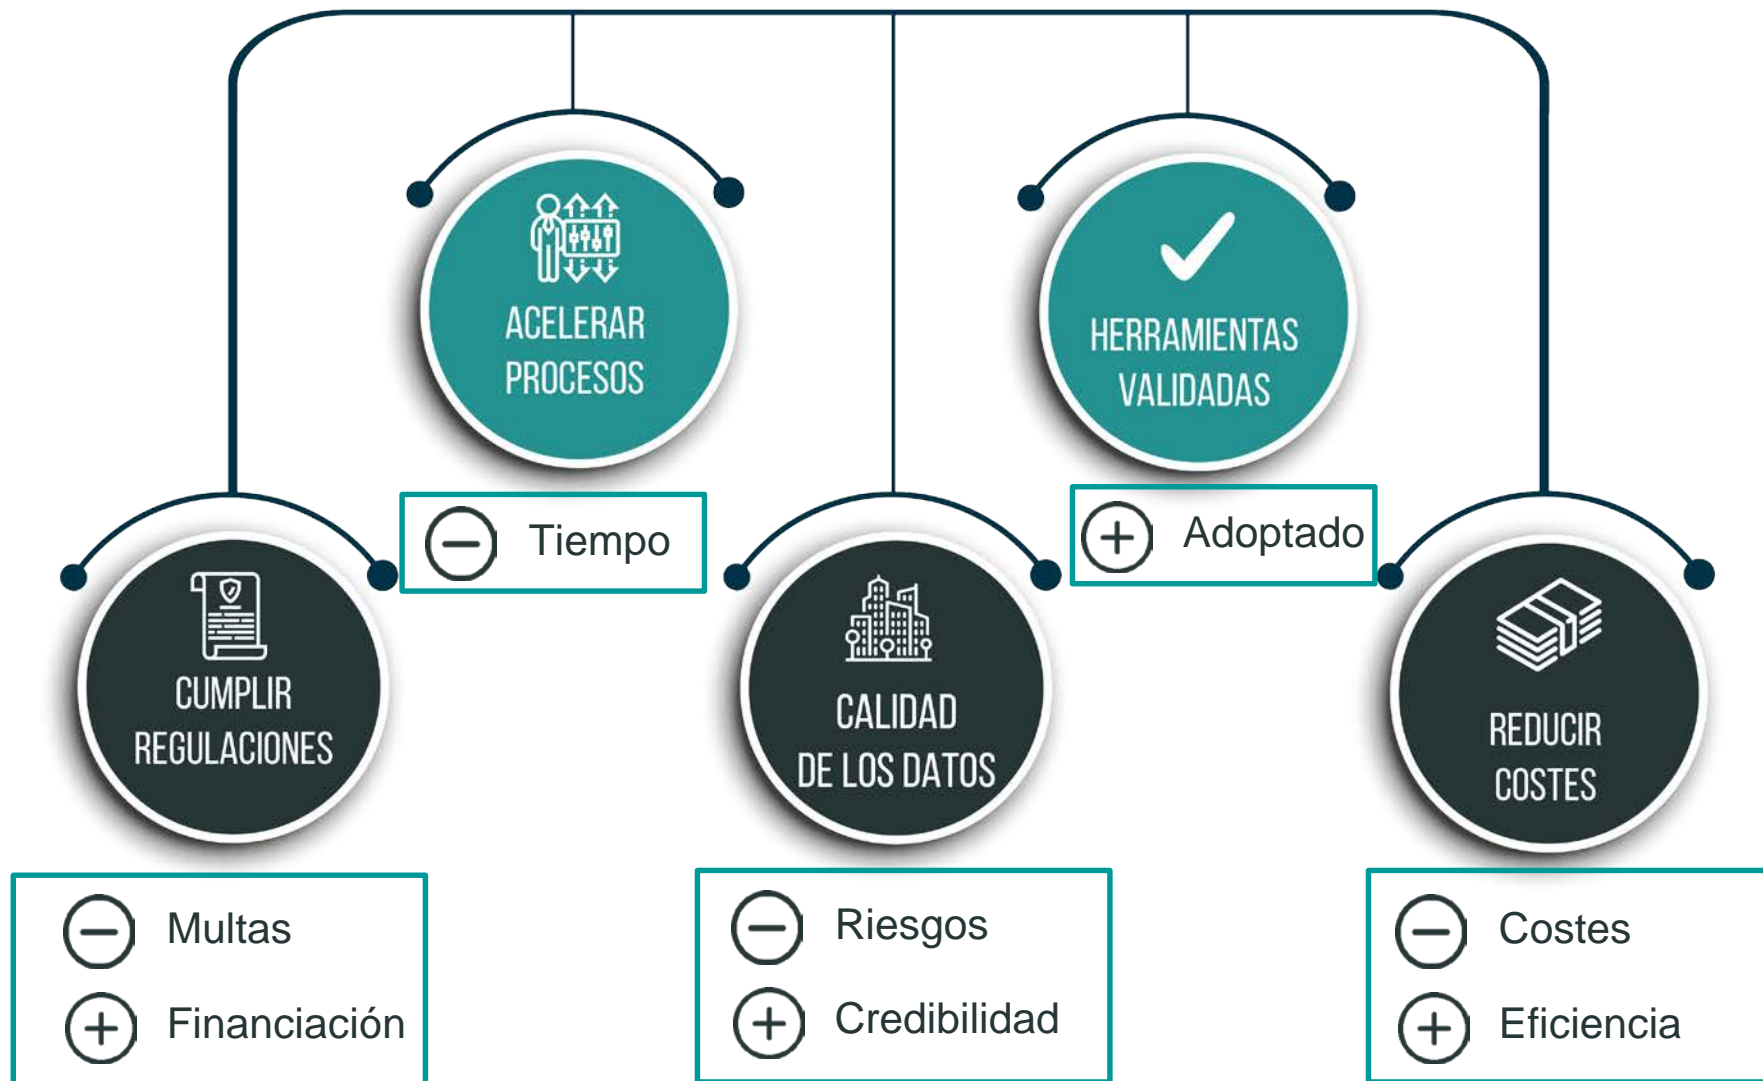 ACELERAR
PROCESOS
HERRAMIENTAS
VALIDADAS
Tiempo
Adoptado
CUMPLIR
REGULACIONES
CALIDAD
DE LOS DATOS
REDUCIR
COSTES
Multas
Financiación
Riesgos
Credibilidad
Costes
Eficiencia